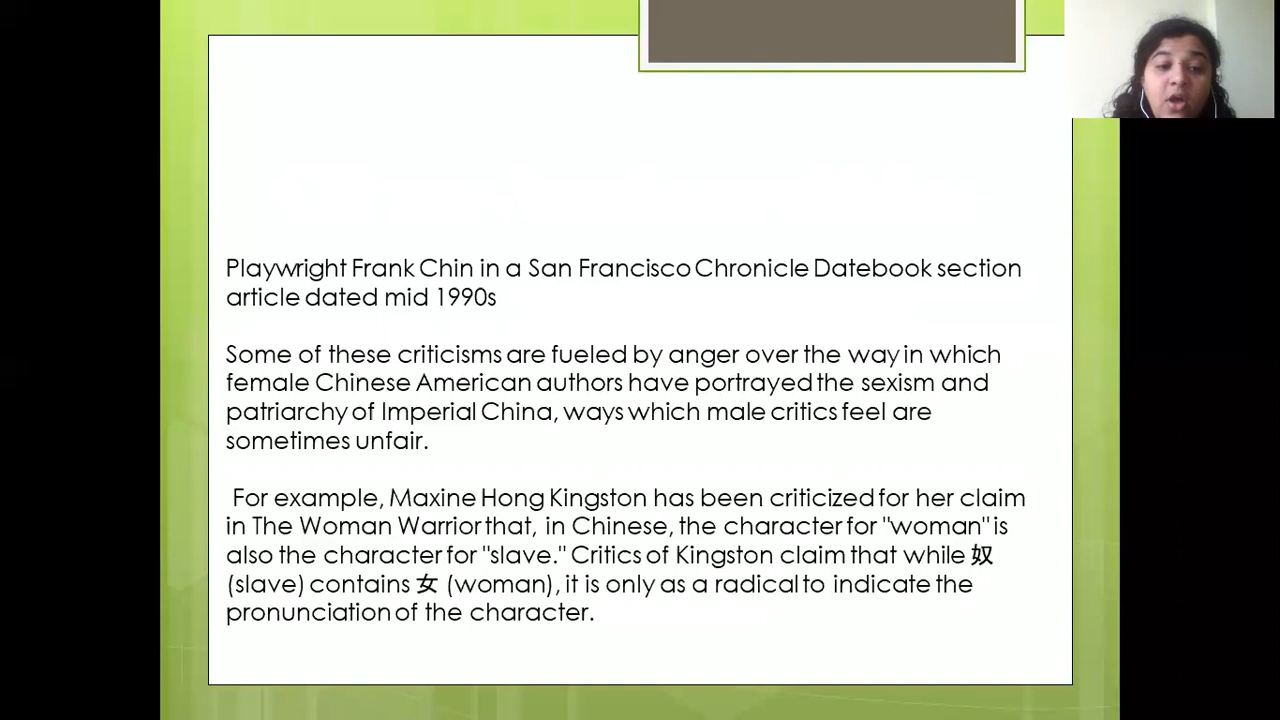 Playwright Frank Chin in a San Francisco Chronicle Datebook section
article dated mid 1990s
Some of these criticisms are fueled by anger over the way in which
female Chinese American authors have portrayed the sexism and
patriarchy of Imperial China, ways which male critics feel are
sometimes unfair.
For example, Maxine Hong Kingston has been criticized for her claim
in The Woman Warrior that, in Chinese, the character for "woman" is
also the character for "slave." Critics of Kingston claim that while 奴
(slave) contains 女 (woman), it is only as a radical to indicate the
pronunciation of the character.